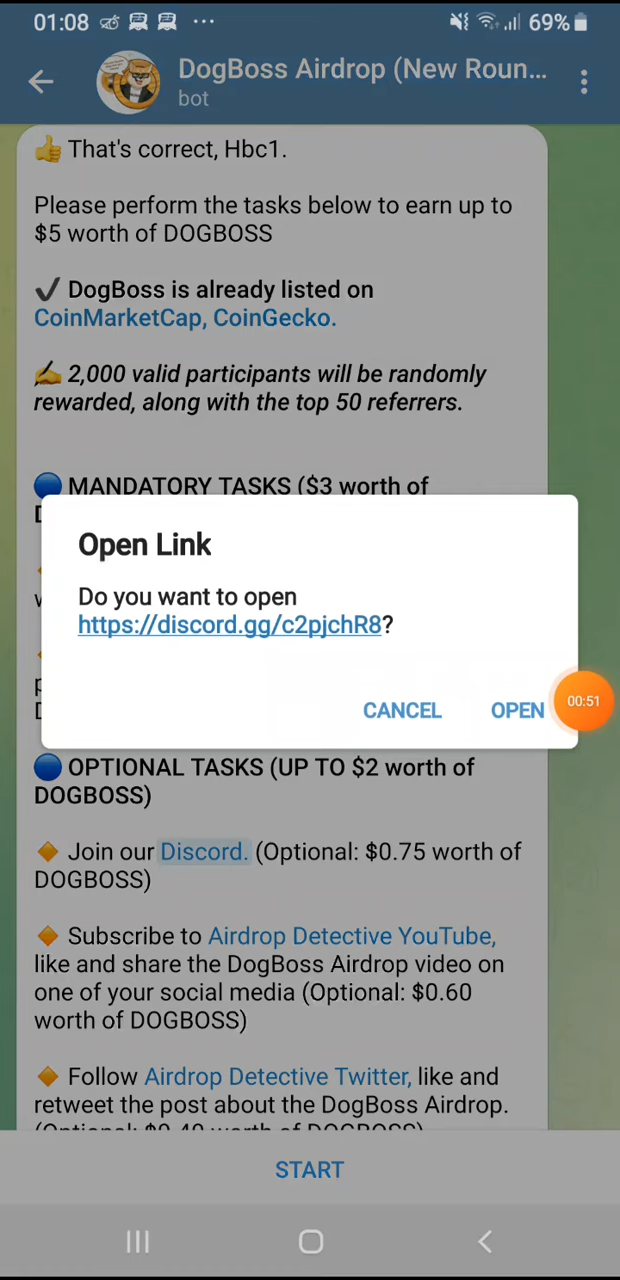 01:08 ... 69%
DogBoss Airdrop (New Roun...
bot
👍 That's correct, Hbc1.
Please perform the tasks below to earn up to
$5 worth of DOGBOSS
✔ DogBoss is already listed on
CoinMarketCap, CoinGecko.
✍ 2,000 valid participants will be randomly
rewarded, along with the top 50 referrers.
🔵 MANDATORY TASKS ($3 worth of
Open Link
Do you want to open
https://discord.gg/c2pjchR8?
CANCEL OPEN
00:51
🔵 OPTIONAL TASKS (UP TO $2 worth of
DOGBOSS)
🔸 Join our Discord. (Optional: $0.75 worth of
DOGBOSS)
🔸 Subscribe to Airdrop Detective YouTube,
like and share the DogBoss Airdrop video on
one of your social media (Optional: $0.60
worth of DOGBOSS)
🔸 Follow Airdrop Detective Twitter, like and
retweet the post about the DogBoss Airdrop.
(Optional: $0.40 worth of DOGBOSS)
START